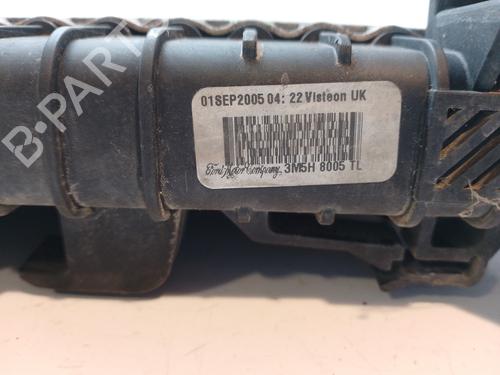 01SEP2005 04: 22 Visteon UK
Ford Motor Company, 3M5H 8005 TL
B-PARTS